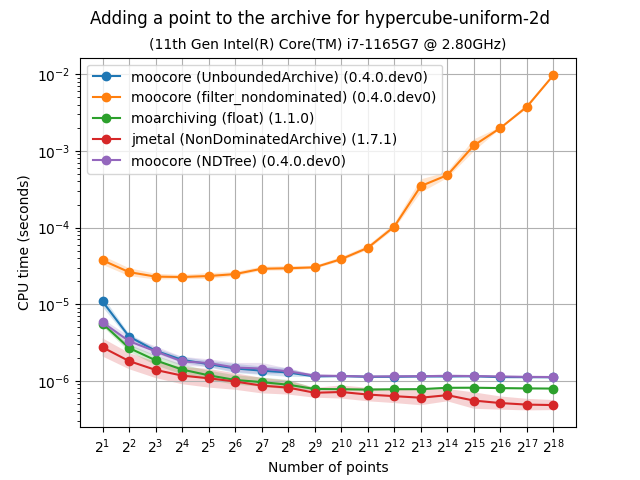 Adding a point to the archive for hypercube-uniform-2d
(11th Gen Intel(R) Core(TM) i7-1165G7 @ 2.80GHz)
moocore (UnboundedArchive) (0.4.0.dev0)
moocore (filter_nondominated) (0.4.0.dev0)
moarchiving (float) (1.1.0)
jmetal (NonDominatedArchive) (1.7.1)
moocore (NDTree) (0.4.0.dev0)
CPU time (seconds)
10⁻²
10⁻³
10⁻⁴
10⁻⁵
10⁻⁶
2¹ 2² 2³ 2⁴ 2⁵ 2⁶ 2⁷ 2⁸ 2⁹ 2¹⁰ 2¹¹ 2¹² 2¹³ 2¹⁴ 2¹⁵ 2¹⁶ 2¹⁷ 2¹⁸
Number of points